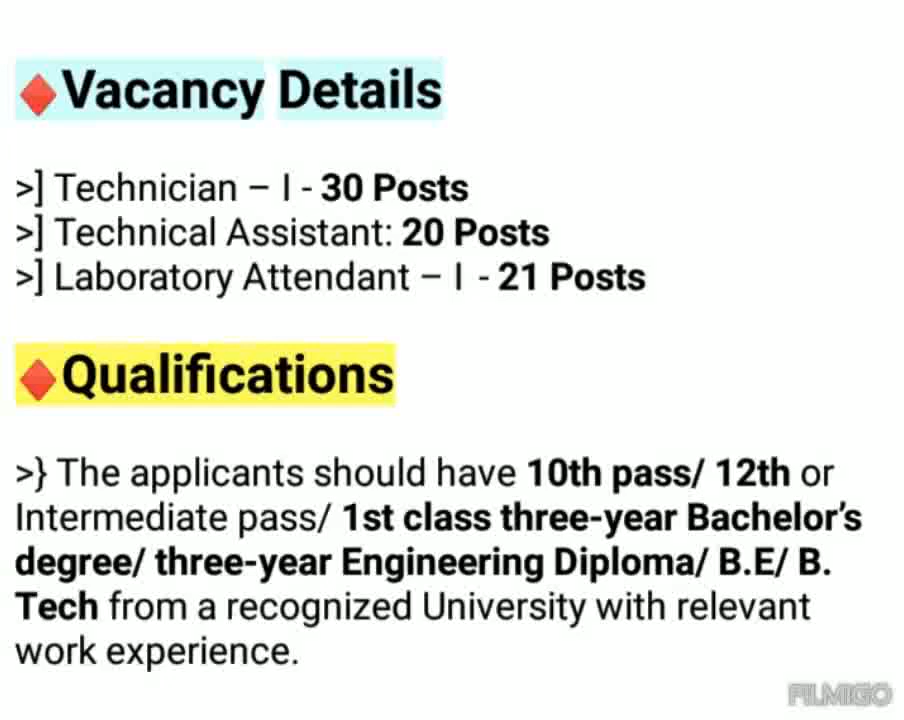 ♦Vacancy Details
>] Technician – I - 30 Posts
>] Technical Assistant: 20 Posts
>] Laboratory Attendant – I - 21 Posts
♦Qualifications
>} The applicants should have 10th pass/ 12th or
Intermediate pass/ 1st class three-year Bachelor’s
degree/ three-year Engineering Diploma/ B.E/ B.
Tech from a recognized University with relevant
work experience.
FILMIGO